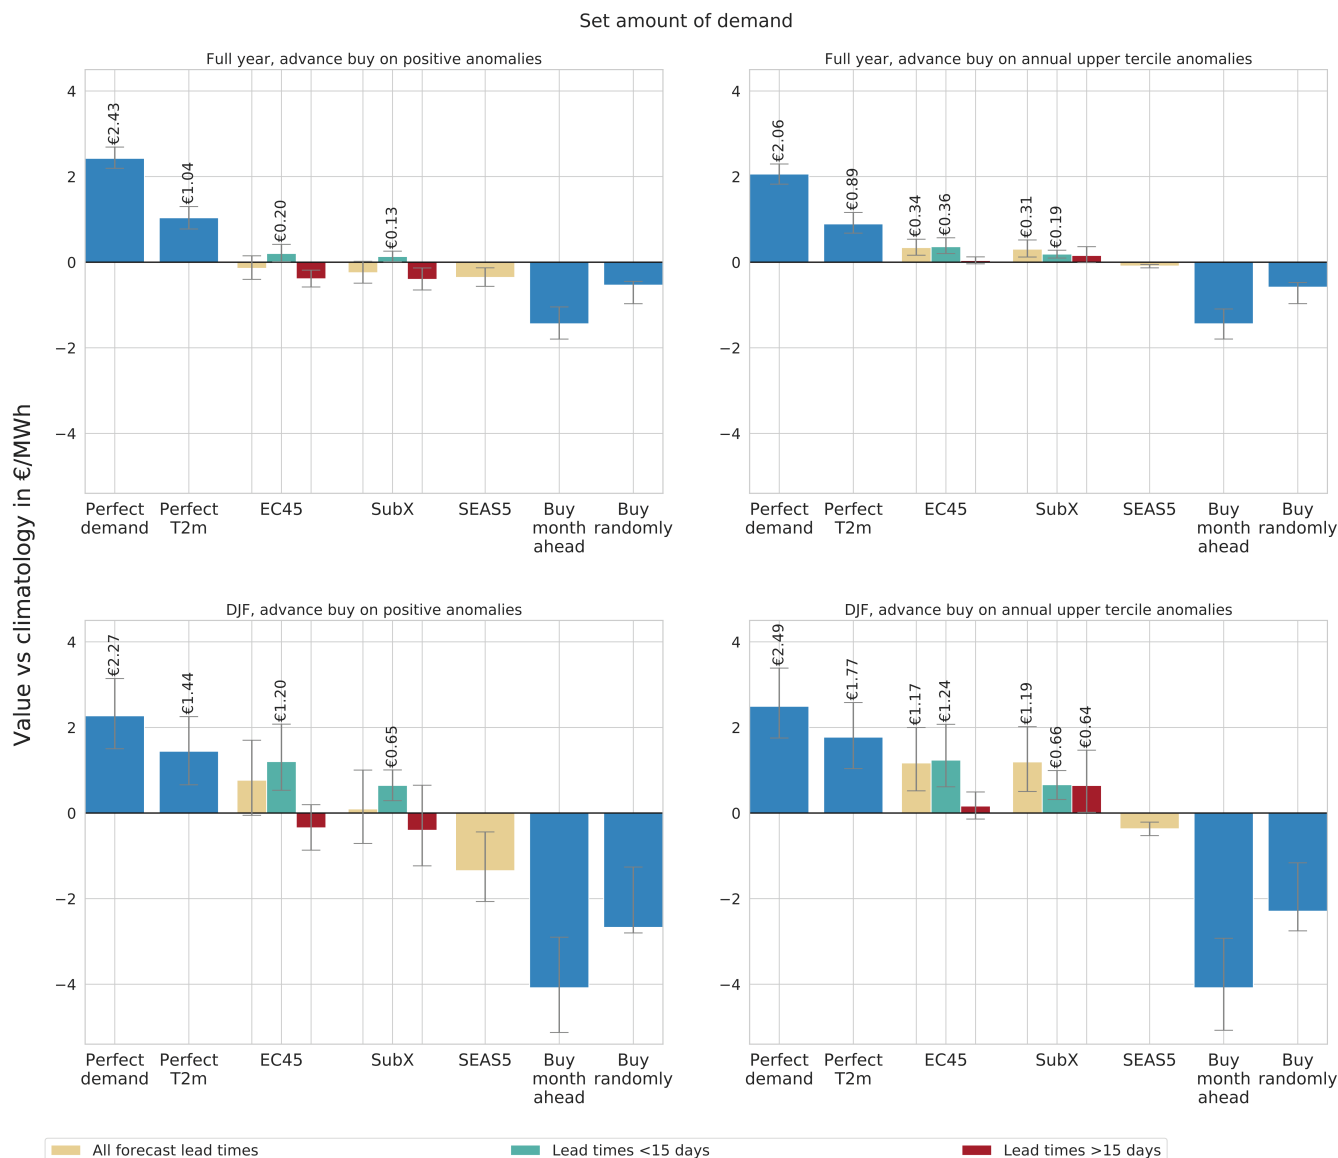 Set amount of demand
Full year, advance buy on positive anomalies
Full year, advance buy on annual upper tercile anomalies
Value vs climatology in €/MWh
4
2
0
−2
−4
€2.43
€1.04
€0.20
€0.13
Perfect demand
Perfect T2m
EC45
SubX
SEAS5
Buy month ahead
Buy randomly
4
2
0
−2
−4
€2.06
€0.89
€0.34
€0.36
€0.31
€0.19
Perfect demand
Perfect T2m
EC45
SubX
SEAS5
Buy month ahead
Buy randomly
DJF, advance buy on positive anomalies
4
2
0
−2
−4
€2.27
€1.44
€1.20
€0.65
Perfect demand
Perfect T2m
EC45
SubX
SEAS5
Buy month ahead
Buy randomly
DJF, advance buy on annual upper tercile anomalies
4
2
0
−2
−4
€2.49
€1.77
€1.17
€1.24
€1.19
€0.66
€0.64
Perfect demand
Perfect T2m
EC45
SubX
SEAS5
Buy month ahead
Buy randomly
All forecast lead times
Lead times <15 days
Lead times >15 days